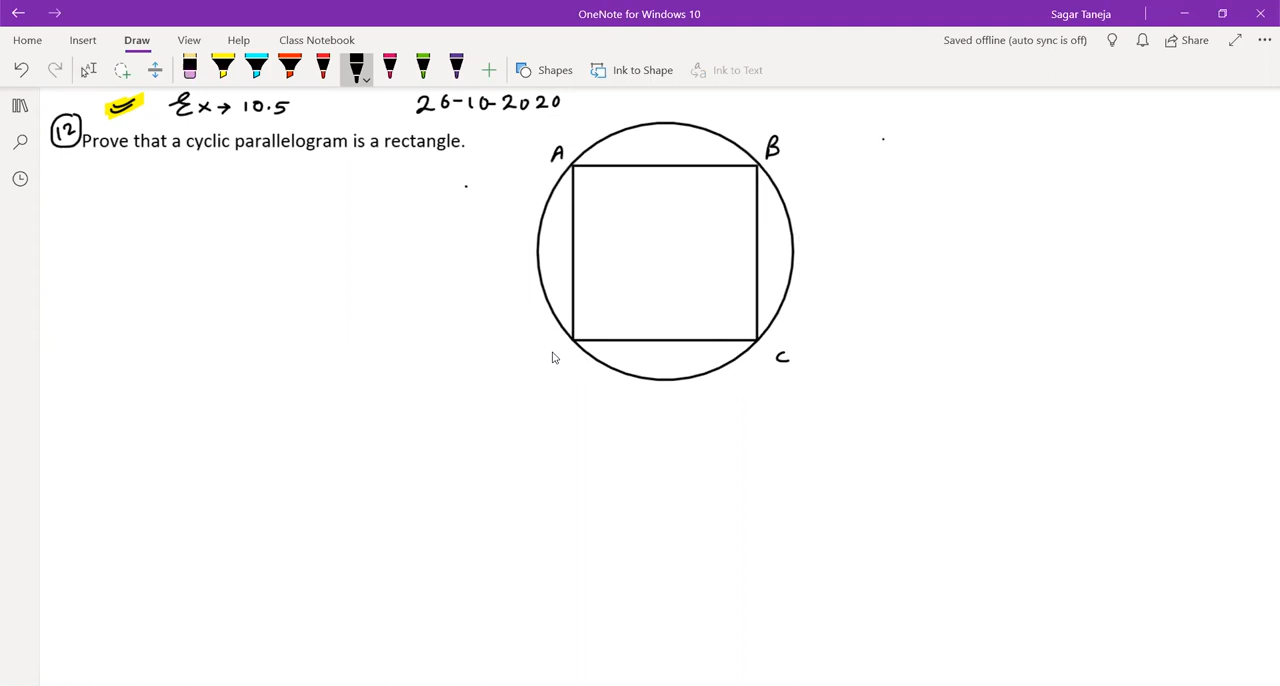 OneNote for Windows 10
Sagar Taneja
Home Insert Draw View Help Class Notebook
Saved offline (auto sync is off)
Share
Shapes
Ink to Shape
Ink to Text
Ex → 10.5 26-10-2020
12 Prove that a cyclic parallelogram is a rectangle.
A B
C